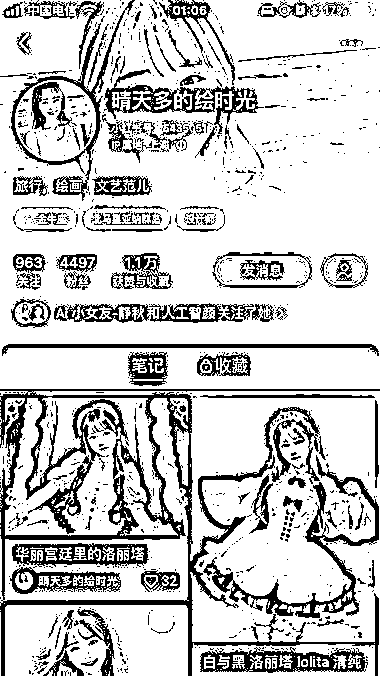 中国电信 01:06 17%
晴天多的绘时光
旅行，绘画，文艺范儿
963 4497 1.1万
关注 粉丝 获赞与收藏
发消息
AI小女友-静秋和人工智颜关注了她
笔记 收藏
华丽宫廷里的洛丽塔
晴天多的绘时光 32
白与黑 洛丽塔 lolita 清纯